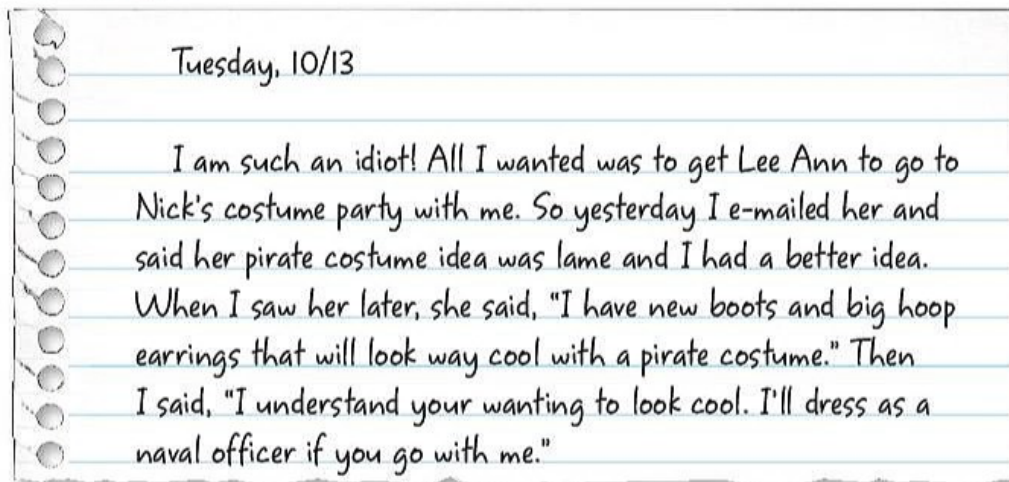 Tuesday, 10/13
I am such an idiot! All I wanted was to get Lee Ann to go to
Nick's costume party with me. So yesterday I e-mailed her and
said her pirate costume idea was lame and I had a better idea.
When I saw her later, she said, "I have new boots and big hoop
earrings that will look way cool with a pirate costume." Then
I said, "I understand your wanting to look cool. I'll dress as a
naval officer if you go with me."